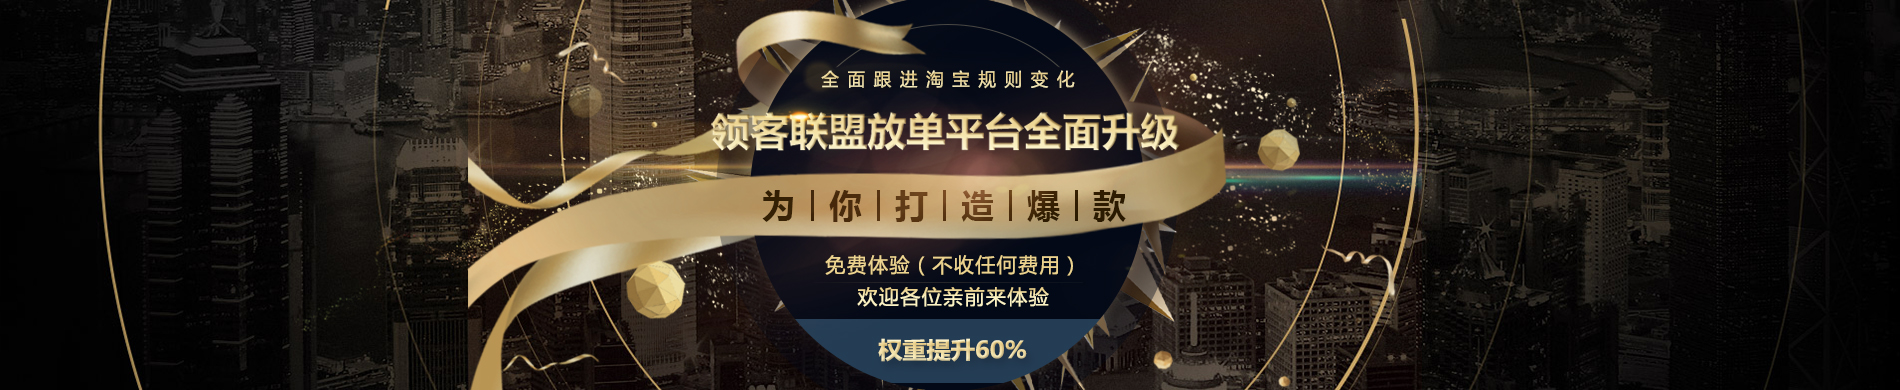 全面跟进淘宝规则变化
领客联盟放单平台全面升级
为|你|打|造|爆|款
免费体验（不收任何费用）
欢迎各位亲前来体验
权重提升60%